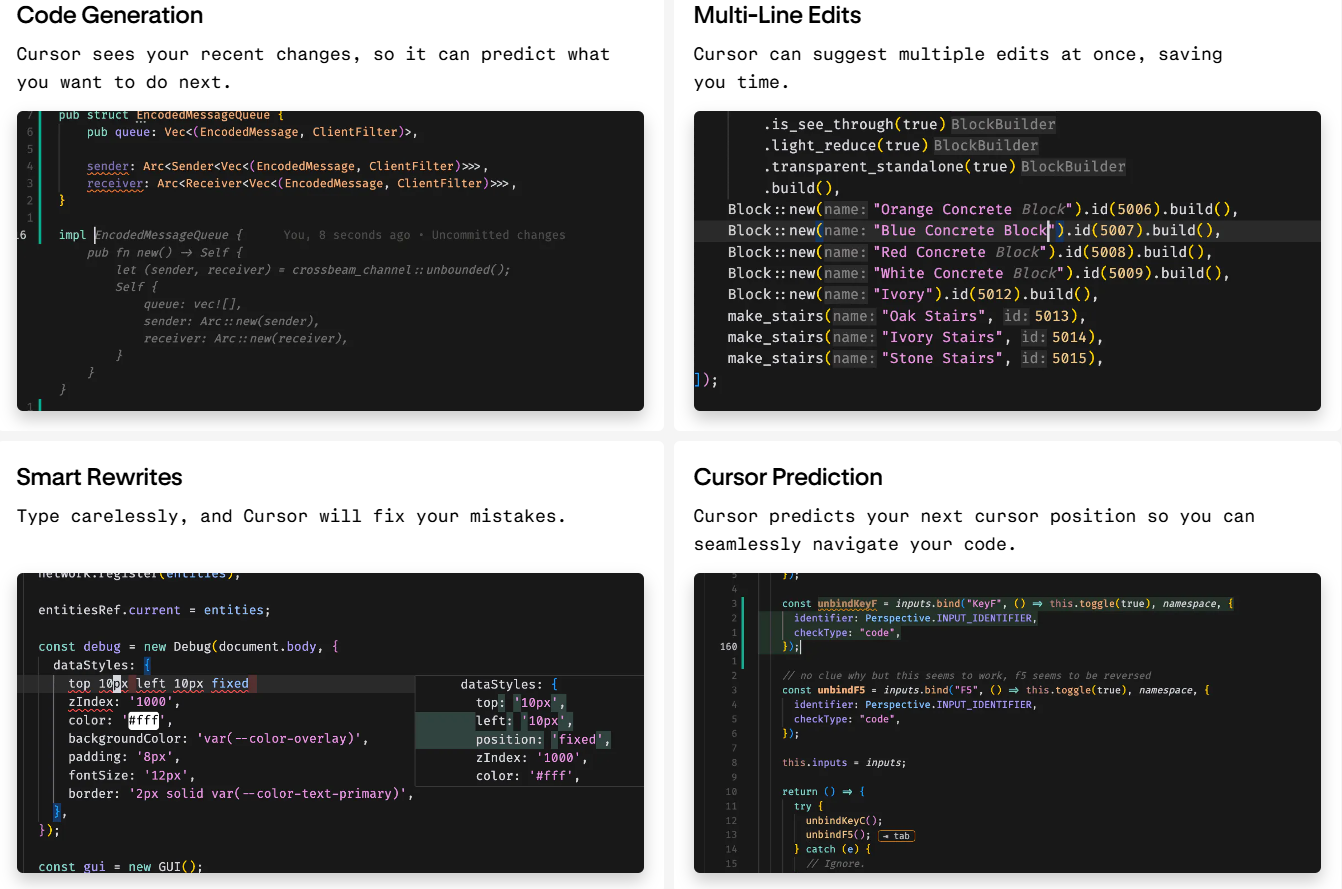 Code Generation
Cursor sees your recent changes, so it can predict what
you want to do next.
7 pub struct EncodedMessageQueue {
6 pub queue: Vec<(EncodedMessage, ClientFilter)>,
5
4 sender: Arc<Sender<Vec<(EncodedMessage, ClientFilter)>>>,
3 receiver: Arc<Receiver<Vec<(EncodedMessage, ClientFilter)>>>,
2 }
1
16 impl EncodedMessageQueue { You, 8 seconds ago • Uncommitted changes
pub fn new() → Self {
let (sender, receiver) = crossbeam_channel::unbounded();
Self {
queue: vec![],
sender: Arc::new(sender),
receiver: Arc::new(receiver),
}
}
}
1
Multi-Line Edits
Cursor can suggest multiple edits at once, saving
you time.
.is_see_through(true) BlockBuilder
.light_reduce(true) BlockBuilder
.transparent_standalone(true) BlockBuilder
.build(),
Block::new(name: "Orange Concrete Block").id(5006).build(),
Block::new(name: "Blue Concrete Block").id(5007).build(),
Block::new(name: "Red Concrete Block").id(5008).build(),
Block::new(name: "White Concrete Block").id(5009).build(),
Block::new(name: "Ivory").id(5012).build(),
make_stairs(name: "Oak Stairs", id: 5013),
make_stairs(name: "Ivory Stairs", id: 5014),
make_stairs(name: "Stone Stairs", id: 5015),
]);
Smart Rewrites
Type carelessly, and Cursor will fix your mistakes.
network.register(entities);
entitiesRef.current = entities;
const debug = new Debug(document.body, {
dataStyles: {
top 10px left 10px fixed
zIndex: '1000',
color: '#fff',
backgroundColor: 'var(--color-overlay)',
padding: '8px',
fontSize: '12px',
border: '2px solid var(--color-text-primary)',
},
});
const gui = new GUI();
dataStyles: {
top: '10px',
left: '10px',
position: 'fixed',
zIndex: '1000',
color: '#fff',
Cursor Prediction
Cursor predicts your next cursor position so you can
seamlessly navigate your code.
5 });
4
3 const unbindKeyF = inputs.bind("KeyF", () ⇒ this.toggle(true), namespace, {
2 identifier: Perspective.INPUT_IDENTIFIER,
1 checkType: "code",
160 });
1
2 // no clue why but this seems to work, f5 seems to be reversed
3 const unbindF5 = inputs.bind("F5", () ⇒ this.toggle(true), namespace, {
4 identifier: Perspective.INPUT_IDENTIFIER,
5 checkType: "code",
6 });
7
8 this.inputs = inputs;
9
10 return () ⇒ {
11 try {
12 unbindKeyC();
13 unbindF5(); ⇥ tab
14 } catch (e) {
15 // Ignore.